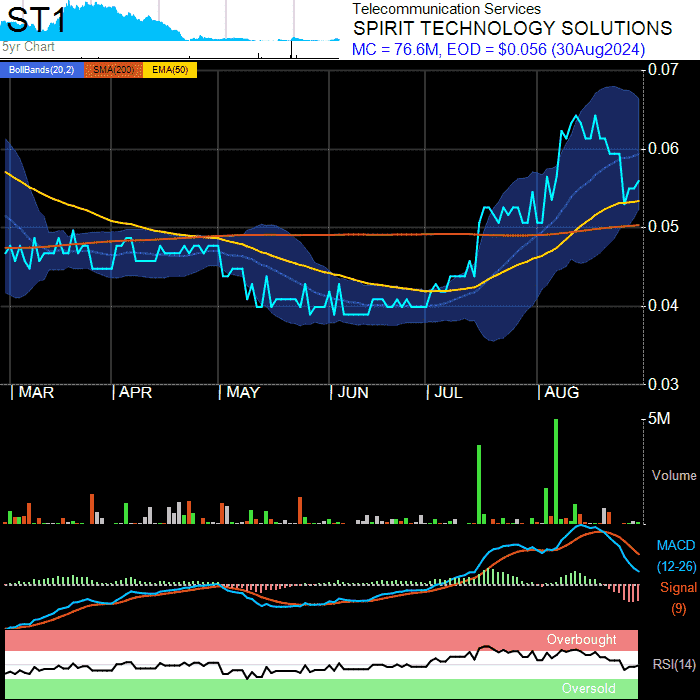 ST1
5yr Chart
Telecommunication Services
SPIRIT TECHNOLOGY SOLUTIONS
MC = 76.6M, EOD = $0.056 (30Aug2024)
BollBands(20,2) SMA(200) EMA(50)
0.07
0.06
0.05
0.04
0.03
MAR APR MAY JUN JUL AUG
5M
Volume
MACD
(12-26)
Signal
(9)
Overbought
RSI(14)
Oversold